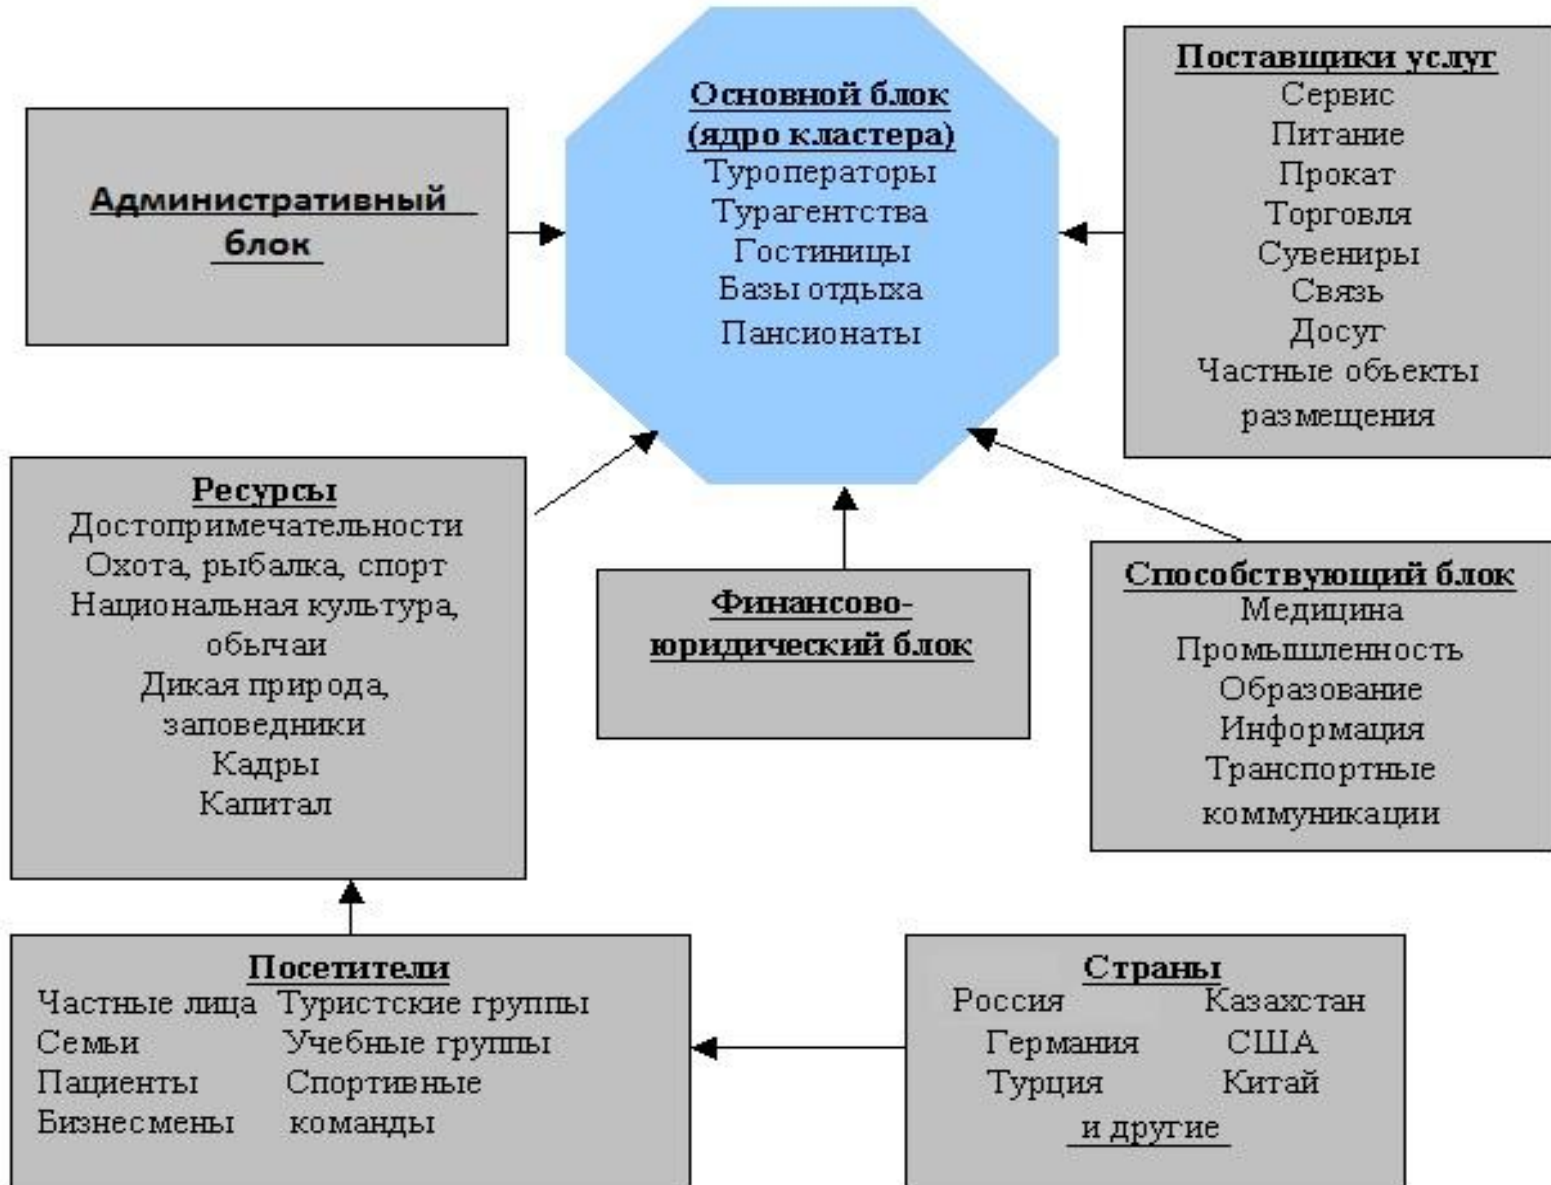 Основной блок
(ядро кластера)
Туроператоры
Турагентства
Гостиницы
Базы отдыха
Пансионаты
Административный
блок
Поставщики услуг
Сервис
Питание
Прокат
Торговля
Сувениры
Связь
Досуг
Частные объекты
размещения
Ресурсы
Достопримечательности
Охота, рыбалка, спорт
Национальная культура,
обычаи
Дикая природа,
заповедники
Кадры
Капитал
Финансово-
юридический блок
Способствующий блок
Медицина
Промышленность
Образование
Информация
Транспортные
коммуникации
Посетители
Частные лица Туристские группы
Семьи Учебные группы
Пациенты Спортивные
Бизнесмены команды
Страны
Россия Казахстан
Германия США
Турция Китай
и другие